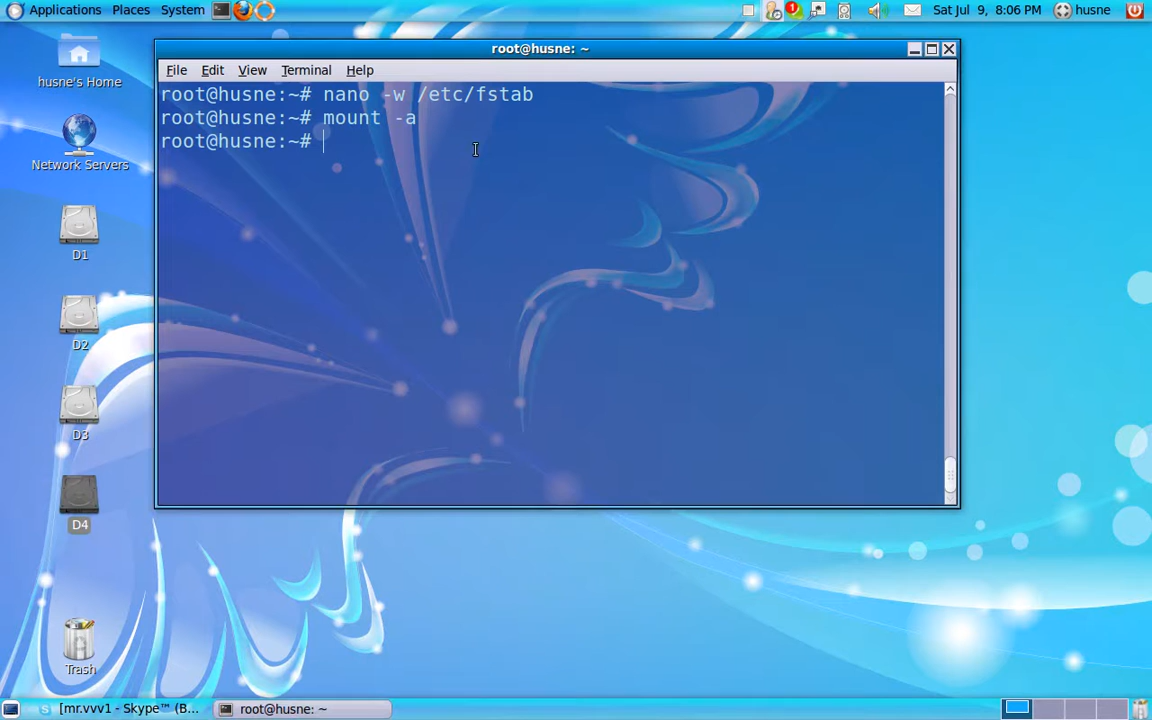 Applications Places System 1 Sat Jul 9, 8:06 PM husne
root@husne: ~
File Edit View Terminal Help
root@husne:~# nano -w /etc/fstab
root@husne:~# mount -a
root@husne:~#
husne's Home
Network Servers
D1
D2
D3
D4
Trash
[mr.vvv1 - Skype™ (B... root@husne: ~